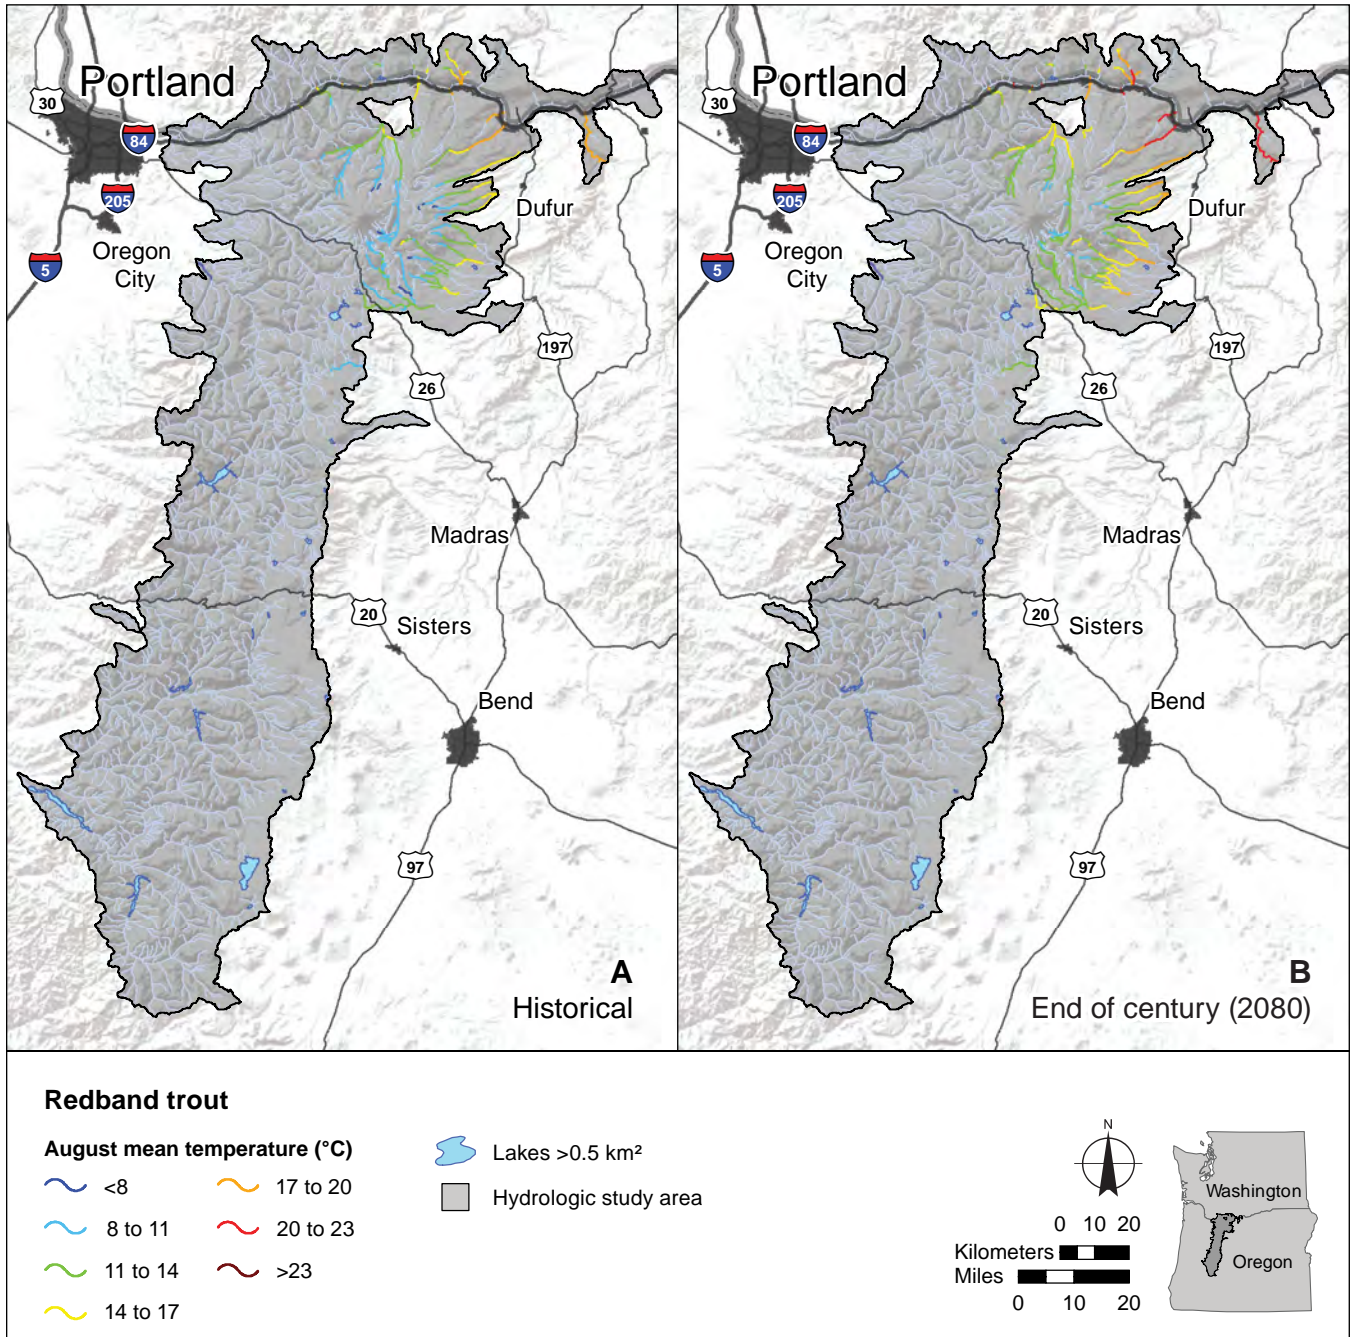 Portland
30
84
205
Oregon
City
5
Dufur
197
26
Madras
20
Sisters
Bend
97
A
Historical
Portland
30
84
205
Oregon
City
5
Dufur
197
26
Madras
20
Sisters
Bend
97
B
End of century (2080)
Redband trout
August mean temperature (°C)
<8
8 to 11
11 to 14
14 to 17
17 to 20
20 to 23
>23
Lakes >0.5 km²
Hydrologic study area
N
0 10 20
Kilometers
Miles
0 10 20
Washington
Oregon